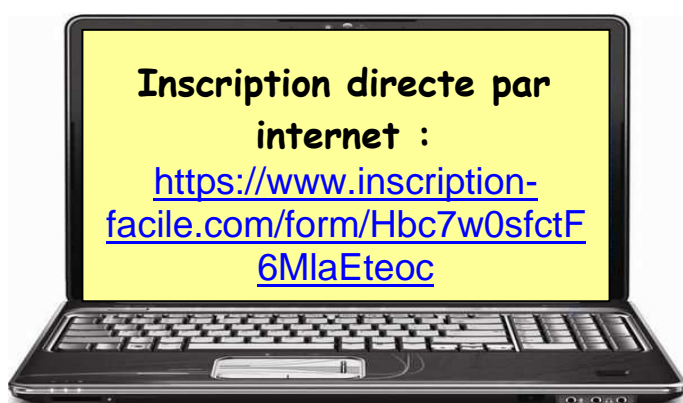 Inscription directe par
internet :
https://www.inscription-
facile.com/form/Hbc7w0sfctF
6MlaEteoc